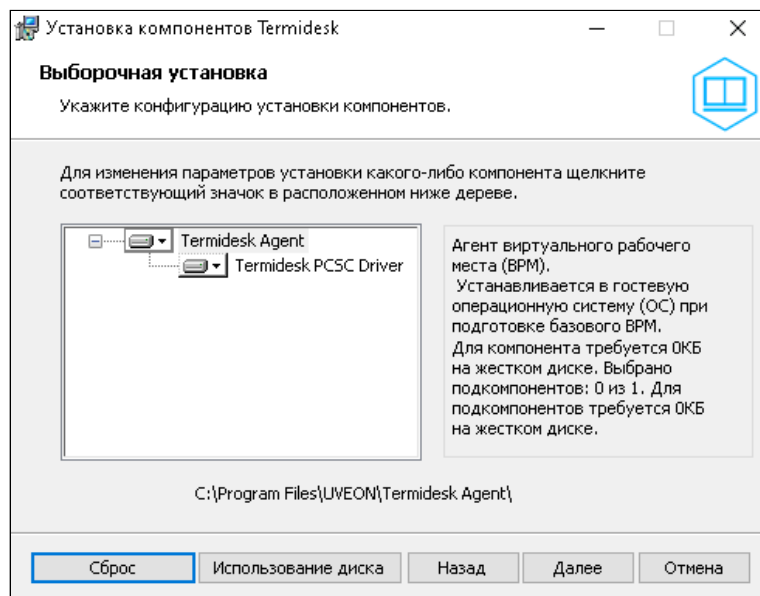 Установка компонентов Termidesk
Выборочная установка
Укажите конфигурацию установки компонентов.
Для изменения параметров установки какого-либо компонента щелкните
соответствующий значок в расположенном ниже дереве.
Termidesk Agent
Termidesk PCSC Driver
Агент виртуального рабочего
места (ВРМ).
Устанавливается в гостевую
операционную систему (ОС) при
подготовке базового ВРМ.
Для компонента требуется 0КБ
на жестком диске. Выбрано
подкомпонентов: 0 из 1. Для
подкомпонентов требуется 0КБ
на жестком диске.
C:\Program Files\UVEON\Termidesk Agent\
Сброс
Использование диска
Назад
Далее
Отмена